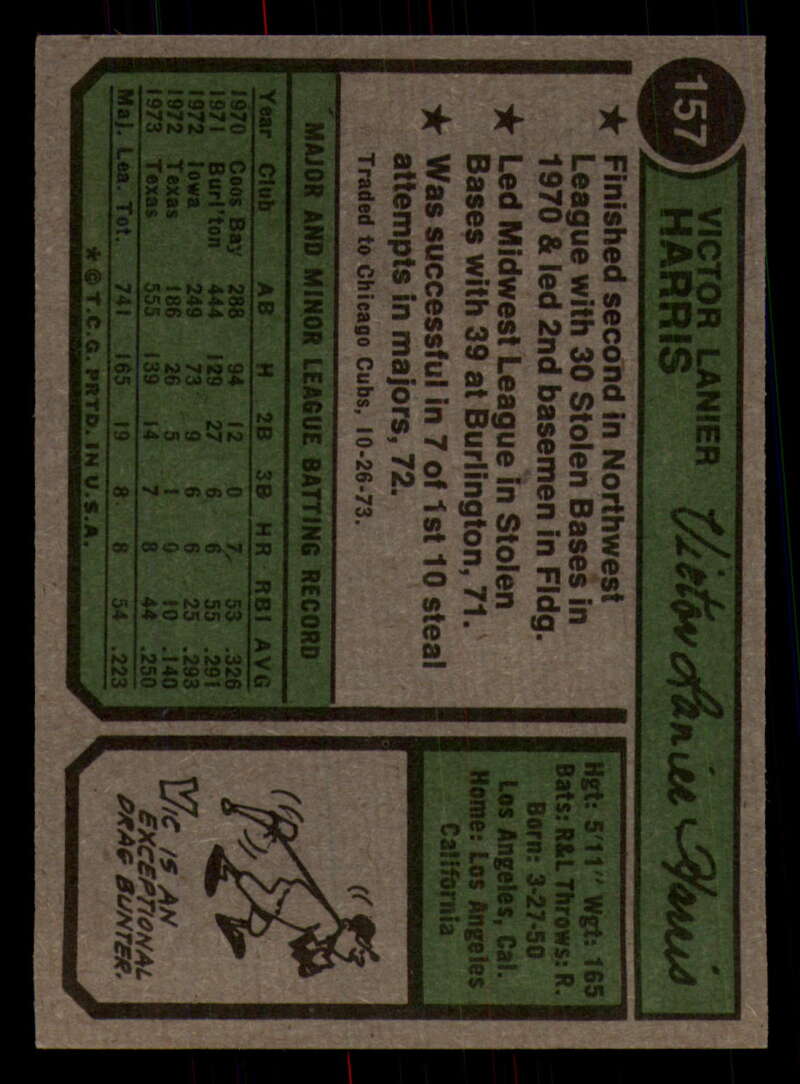 157
VICTOR LANIER
HARRIS
Victor Lanier Harris
★ Finished second in Northwest
League with 30 Stolen Bases in
1970 & led 2nd basemen in Fldg.
★ Led Midwest League in Stolen
Bases with 39 at Burlington, 71.
★ Was successful in 7 of 1st 10 steal
attempts in majors, 72.
Traded to Chicago Cubs, 10-26-73.
MAJOR AND MINOR LEAGUE BATTING RECORD
Year Club AB H 2B 3B HR RBI AVG
1970 Coos Bay 288 94 12 0 7 53 .326
1971 Burl'ton 444 129 27 6 6 55 .291
1972 Iowa 249 73 9 6 6 25 .293
1972 Texas 186 26 5 1 0 10 .140
1973 Texas 555 139 14 7 8 44 .250
Maj. Lea. Tot. 741 165 19 8 8 54 .223
* © T.C.G. PRTD. IN U.S.A.
Hgt: 5'11" Wgt: 165
Bats: R&L Throws: R.
Born: 3-27-50
Los Angeles, Cal.
Home: Los Angeles
California
VIC IS AN
EXCEPTIONAL
DRAG BUNTER.